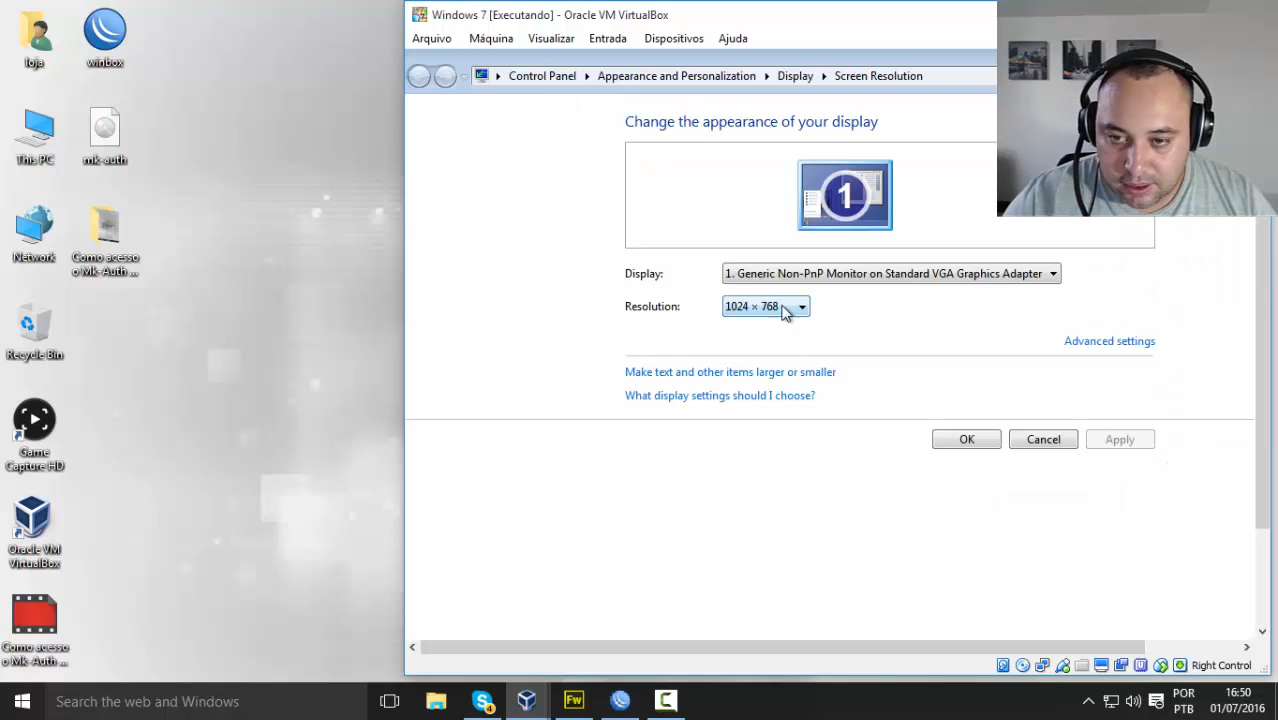 loja
winbox
This PC
mk-auth
Network
Como acesso
o Mk-Auth ...
Recycle Bin
Game
Capture HD
Oracle VM
VirtualBox
Como acesso
o Mk-Auth ...
Windows 7 [Executando] - Oracle VM VirtualBox
Arquivo Máquina Visualizar Entrada Dispositivos Ajuda
Control Panel Appearance and Personalization Display Screen Resolution
Change the appearance of your display
1
Display: 1. Generic Non-PnP Monitor on Standard VGA Graphics Adapter
Resolution: 1024 × 768
Advanced settings
Make text and other items larger or smaller
What display settings should I choose?
OK Cancel Apply
Right Control
Search the web and Windows
4
Fw
POR
PTB
16:50
01/07/2016